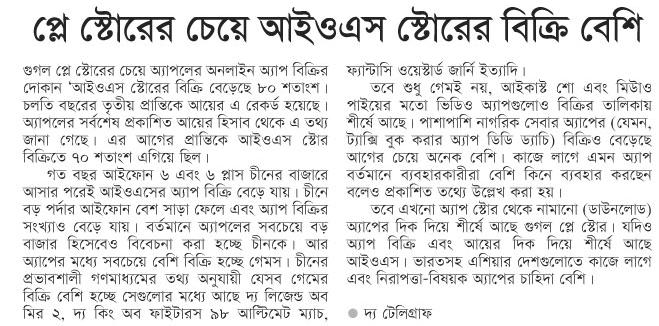 প্লে স্টোরের চেয়ে আইওএস স্টোরের বিক্রি বেশি
গুগল প্লে স্টোরের চেয়ে অ্যাপলের অনলাইন অ্যাপ বিক্রির
দোকান 'আইওএস স্টোরের বিক্রি বেড়েছে ৮০ শতাংশ।
চলতি বছরের তৃতীয় প্রান্তিকে আয়ের এ রেকর্ড হয়েছে।
অ্যাপলের সর্বশেষ প্রকাশিত আয়ের হিসাব থেকে এ তথ্য
জানা গেছে। এর আগের প্রান্তিকে আইওএস স্টোর
বিক্রিতে ৭০ শতাংশ এগিয়ে ছিল।
গত বছর আইফোন ৬ এবং ৬ প্লাস চীনের বাজারে
আসার পরেই আইওএসের অ্যাপ বিক্রি বেড়ে যায়। চীনে
বড় পর্দার আইফোন বেশ সাড়া ফেলে এবং অ্যাপ বিক্রির
সংখ্যাও বেড়ে যায়। বর্তমানে অ্যাপলের সবচেয়ে বড়
বাজার হিসেবেও বিবেচনা করা হচ্ছে চীনকে। আর
অ্যাপের মধ্যে সবচেয়ে বেশি বিক্রি হচ্ছে গেমস। চীনের
প্রভাবশালী গণমাধ্যমের তথ্য অনুযায়ী যেসব গেমের
বিক্রি বেশি হচ্ছে সেগুলোর মধ্যে আছে দ্য লিজেন্ড অব
মির ২, দ্য কিং অব ফাইটারস ৯৮ আল্টিমেট ম্যাচ,
ফ্যান্টাসি ওয়েস্টার্ড জার্নি ইত্যাদি।
তবে শুধু গেমই নয়, আইকাস্ট শো এবং মিউাও
পাইয়ের মতো ভিডিও অ্যাপগুলোও বিক্রির তালিকায়
শীর্ষে আছে। পাশাপাশি নাগরিক সেবার অ্যাপের (যেমন,
ট্যাক্সি বুক করার অ্যাপ ডিডি ড্যাচি) বিক্রিও বেড়েছে
আগের চেয়ে অনেক বেশি। কাজে লাগে এমন অ্যাপ
বর্তমানে ব্যবহারকারীরা বেশি কিনে ব্যবহার করছেন
বলেও প্রকাশিত তথ্যে উল্লেখ করা হয়।
তবে এখনো অ্যাপ স্টোর থেকে নামানো (ডাউনলোড)
অ্যাপের দিক দিয়ে শীর্ষে আছে গুগল প্লে স্টোর। যদিও
অ্যাপ বিক্রি এবং আয়ের দিক দিয়ে শীর্ষে আছে
আইওএস। ভারতসহ এশিয়ার দেশগুলোতে কাজে লাগে
এবং নিরাপত্তা-বিষয়ক অ্যাপের চাহিদা বেশি।
● দ্য টেলিগ্রাফ